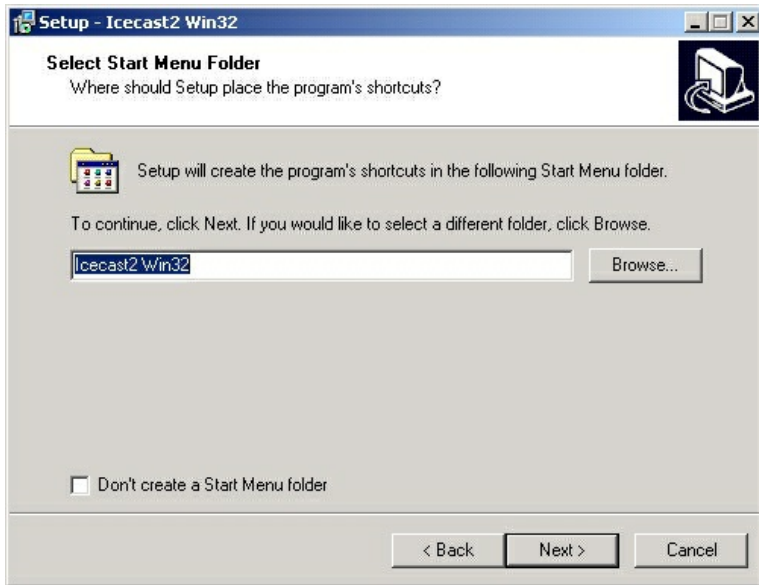 Setup - Icecast2 Win32
Select Start Menu Folder
Where should Setup place the program's shortcuts?
Setup will create the program's shortcuts in the following Start Menu folder.
To continue, click Next. If you would like to select a different folder, click Browse.
Icecast2 Win32
Browse...
Don't create a Start Menu folder
< Back
Next >
Cancel